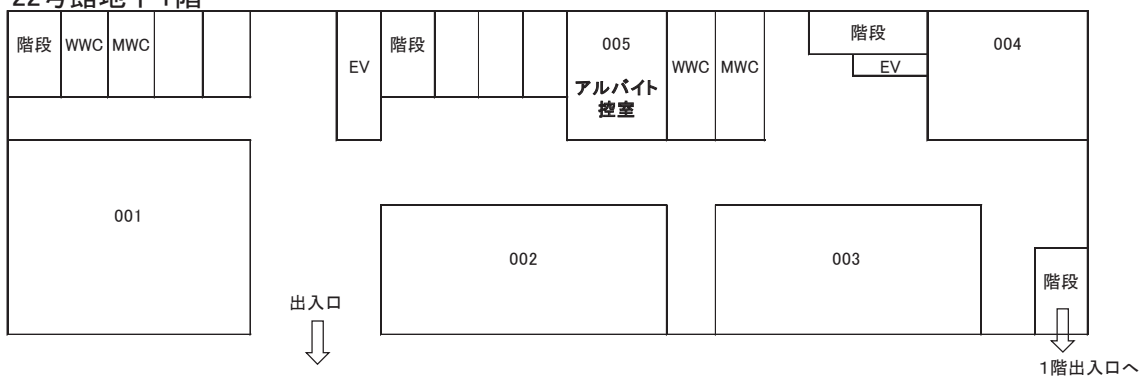 22号館地下1階
階段 WWC MWC
EV
階段
005
アルバイト
控室
WWC MWC
階段
EV
004
001
002
003
階段
出入口
1階出入口へ